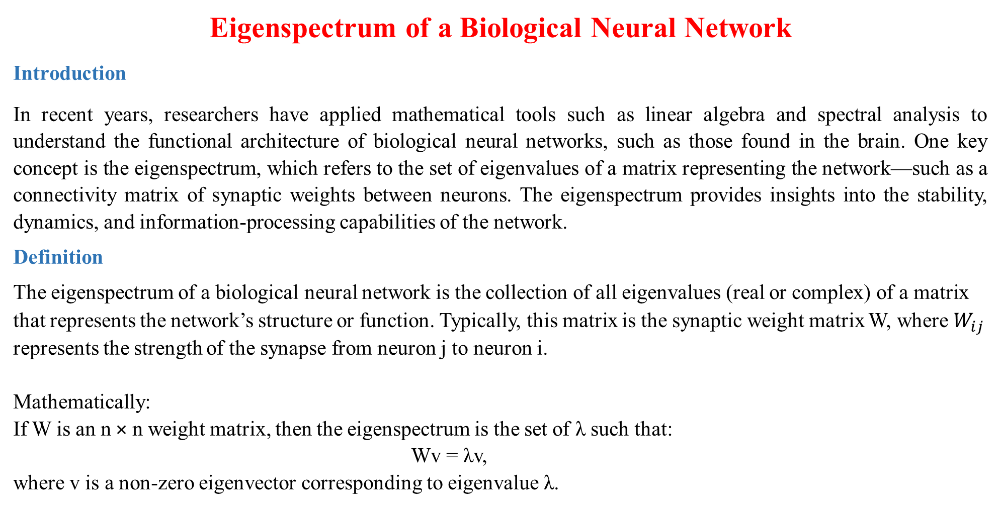 Eigenspectrum of a Biological Neural Network
Introduction
In recent years, researchers have applied mathematical tools such as linear algebra and spectral analysis to
understand the functional architecture of biological neural networks, such as those found in the brain. One key
concept is the eigenspectrum, which refers to the set of eigenvalues of a matrix representing the network—such as a
connectivity matrix of synaptic weights between neurons. The eigenspectrum provides insights into the stability,
dynamics, and information-processing capabilities of the network.
Definition
The eigenspectrum of a biological neural network is the collection of all eigenvalues (real or complex) of a matrix
that represents the network’s structure or function. Typically, this matrix is the synaptic weight matrix W, where $W_{ij}$
represents the strength of the synapse from neuron j to neuron i.
Mathematically:
If W is an n × n weight matrix, then the eigenspectrum is the set of λ such that:
Wv = λv,
where v is a non-zero eigenvector corresponding to eigenvalue λ.